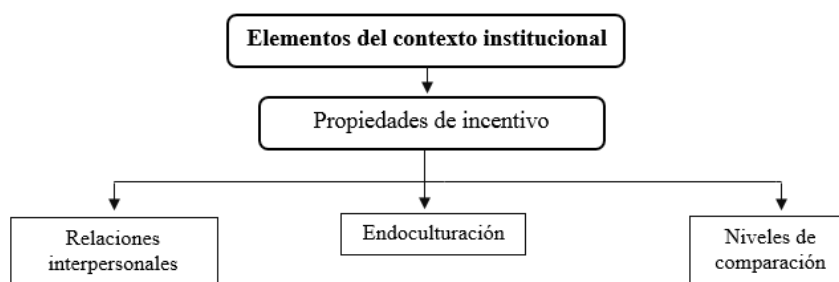 Elementos del contexto institucional
Propiedades de incentivo
Relaciones
interpersonales
Endoculturación
Niveles de
comparación